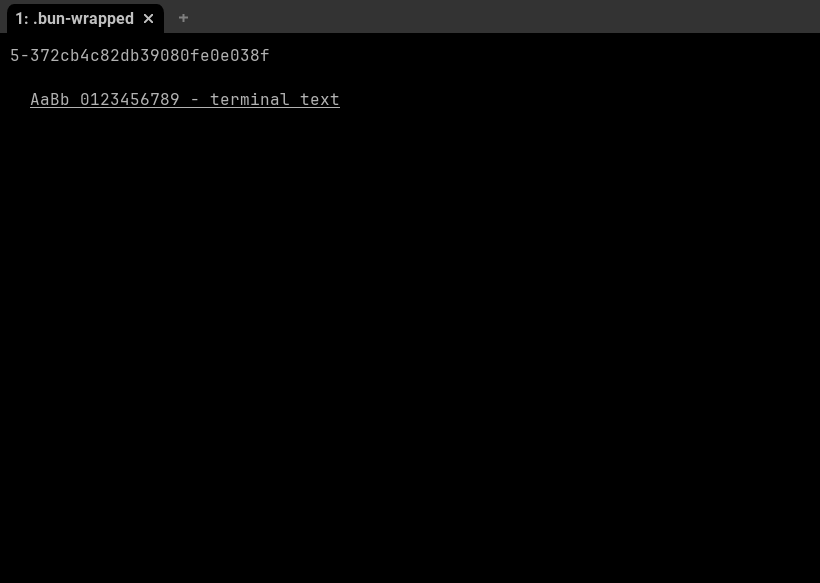 1: .bun-wrapped × +
5-372cb4c82db39080fe0e038f
AaBb 0123456789 - terminal text